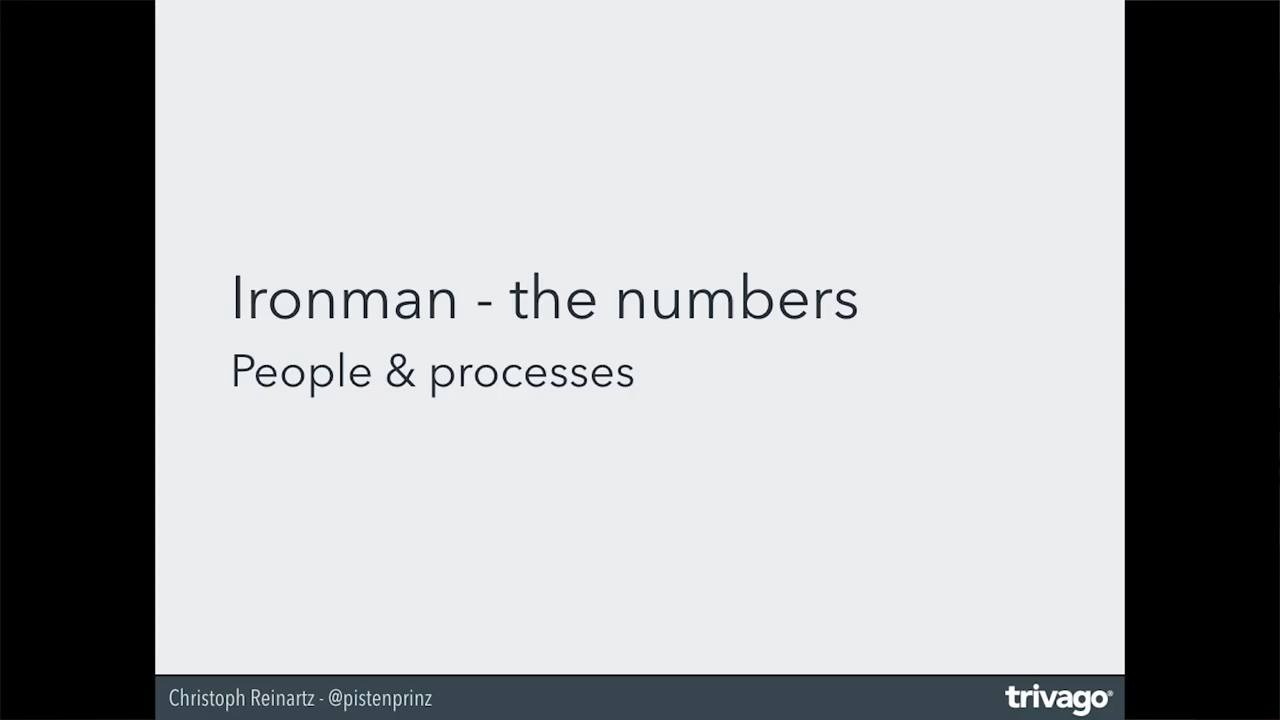 Ironman - the numbers
People & processes
Christoph Reinartz - @pistenprinz
trivago®